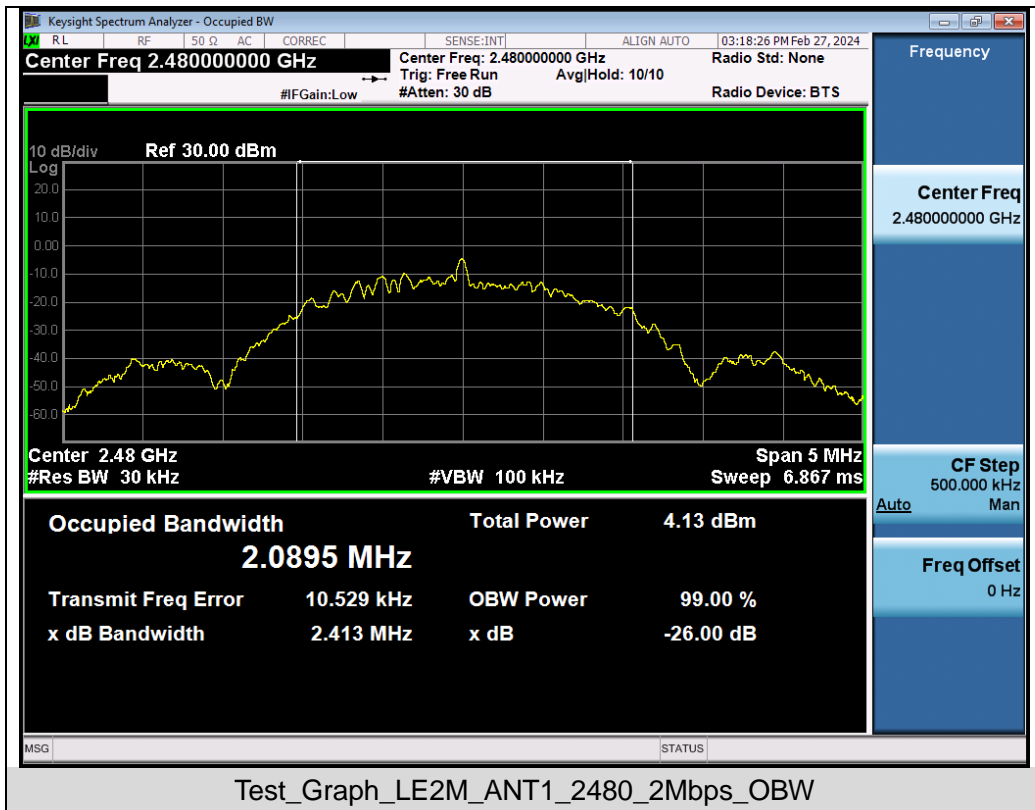 Keysight Spectrum Analyzer - Occupied BW
LXI RL RF 50 Ω AC CORREC SENSE:INT ALIGN AUTO 03:18:26 PM Feb 27, 2024
Center Freq 2.480000000 GHz
Center Freq: 2.480000000 GHz Radio Std: None
Trig: Free Run Avg|Hold: 10/10
#IFGain:Low #Atten: 30 dB Radio Device: BTS
10 dB/div Ref 30.00 dBm
Log
20.0
10.0
0.00
-10.0
-20.0
-30.0
-40.0
-50.0
-60.0
Center 2.48 GHz Span 5 MHz
#Res BW 30 kHz #VBW 100 kHz Sweep 6.867 ms
Occupied Bandwidth Total Power 4.13 dBm
2.0895 MHz
Transmit Freq Error 10.529 kHz OBW Power 99.00 %
x dB Bandwidth 2.413 MHz x dB -26.00 dB
Frequency
Center Freq
2.480000000 GHz
CF Step
500.000 kHz
Auto Man
Freq Offset
0 Hz
MSG STATUS
Test_Graph_LE2M_ANT1_2480_2Mbps_OBW